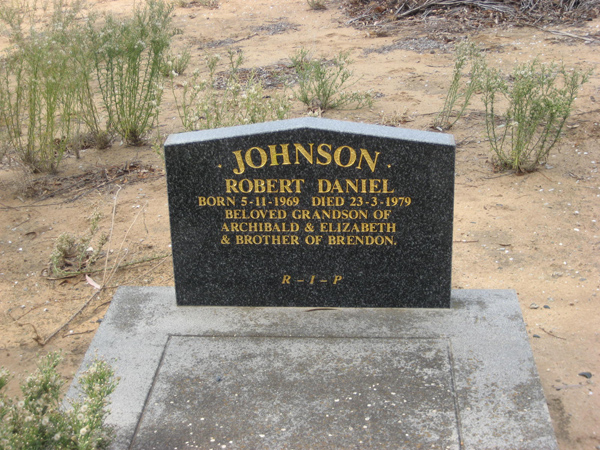 JOHNSON
ROBERT DANIEL
BORN 5-11-1969 DIED 23-3-1979
BELOVED GRANDSON OF
ARCHIBALD & ELIZABETH
& BROTHER OF BRENDON.
R-I-P